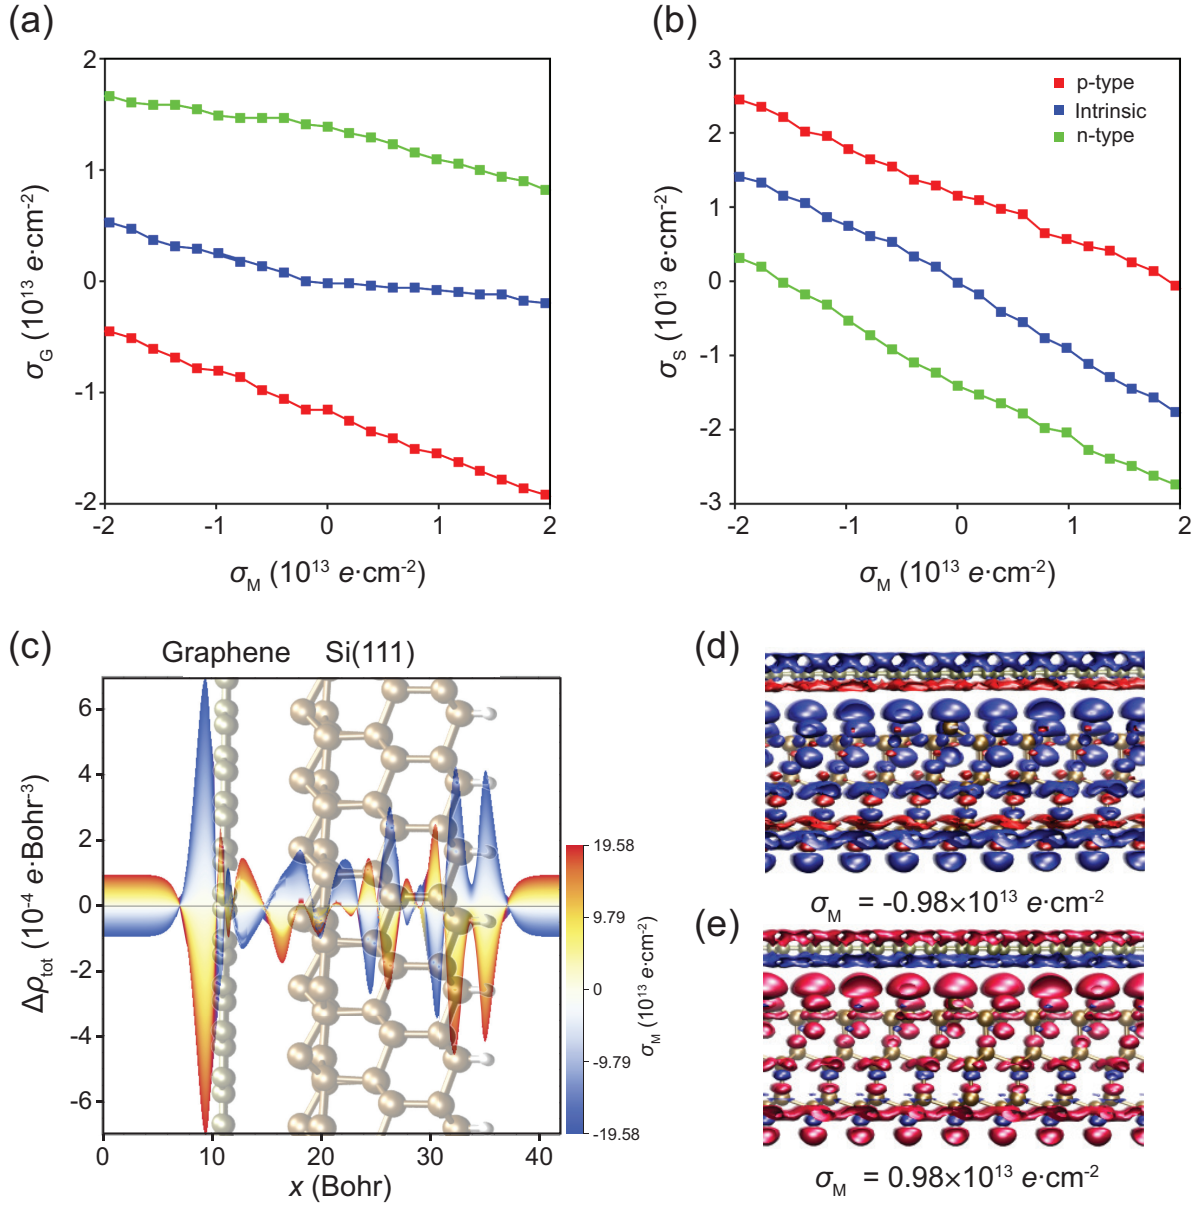 (a)
2
1
0
-1
-2
-2
-1
0
1
2
σG (10¹³ e·cm⁻²)
σM (10¹³ e·cm⁻²)
(b)
3
2
1
0
-1
-2
-3
-2
-1
0
1
2
σS (10¹³ e·cm⁻²)
σM (10¹³ e·cm⁻²)
p-type
Intrinsic
n-type
(c)
Graphene
Si(111)
6
4
2
0
-2
-4
-6
0
10
20
30
40
Δρtot (10⁻⁴ e·Bohr⁻³)
x (Bohr)
19.58
9.79
0
-9.79
-19.58
σM (10¹³ e·cm⁻²)
(d)
σM = -0.98×10¹³ e·cm⁻²
(e)
σM = 0.98×10¹³ e·cm⁻²